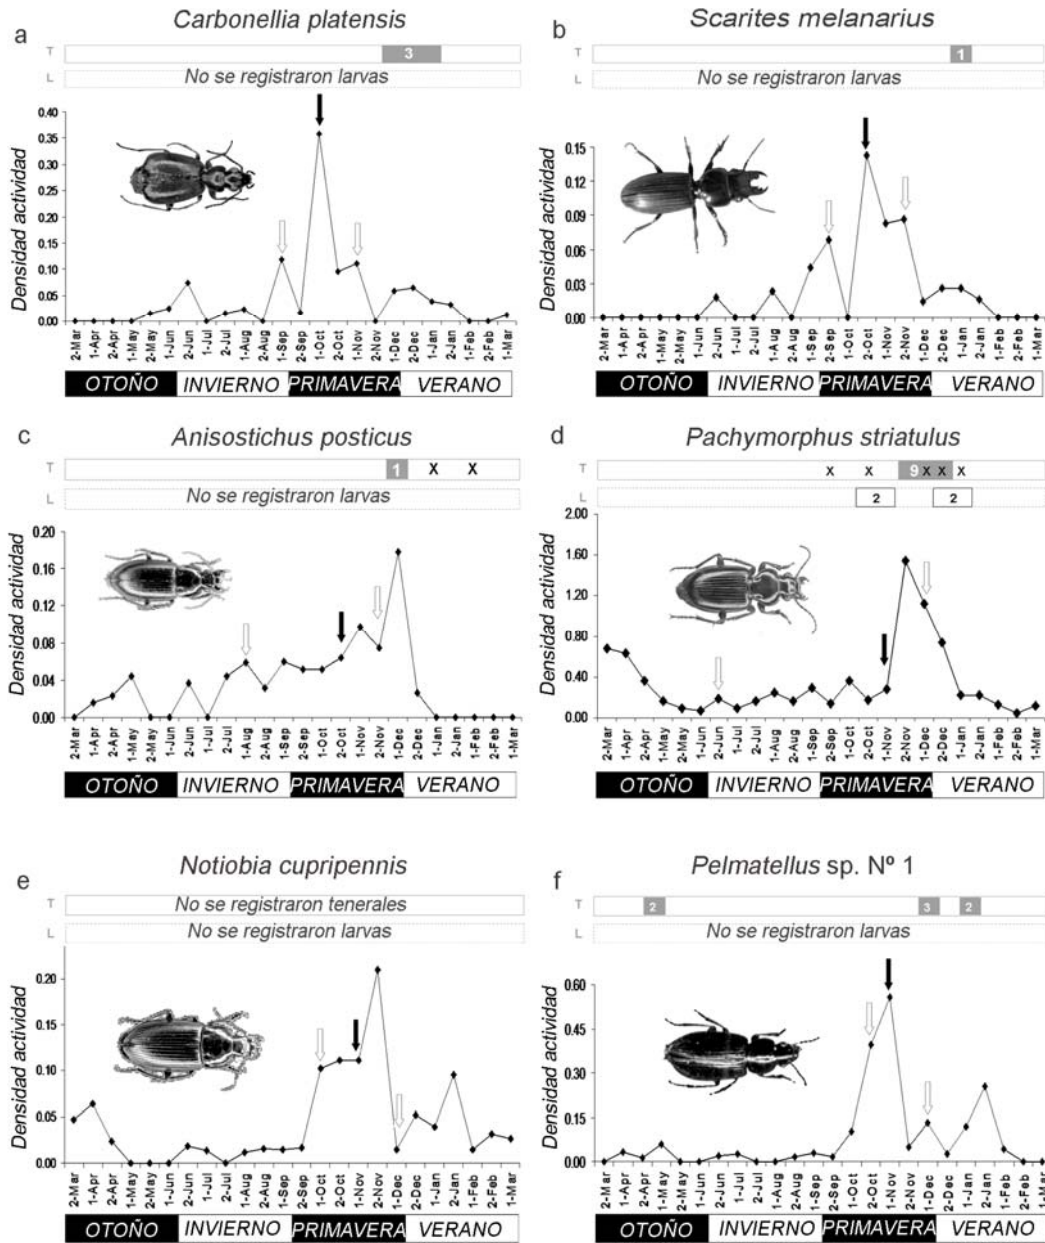 a
Carbonellia platensis
T
3
L
No se registraron larvas
Densidad actividad
0.40
0.35
0.30
0.25
0.20
0.15
0.10
0.05
0.00
2-Mar 1-Apr 2-Apr 1-May 2-May 1-Jun 2-Jun 1-Jul 2-Jul 1-Aug 2-Aug 1-Sep 2-Sep 1-Oct 2-Oct 1-Nov 2-Nov 1-Dec 2-Dec 1-Jan 2-Jan 1-Feb 2-Feb 1-Mar
OTOÑO INVIERNO PRIMAVERA VERANO
b
Scarites melanarius
T
1
L
No se registraron larvas
Densidad actividad
0.15
0.12
0.09
0.06
0.03
0.00
2-Mar 1-Apr 2-Apr 1-May 2-May 1-Jun 2-Jun 1-Jul 2-Jul 1-Aug 2-Aug 1-Sep 2-Sep 1-Oct 2-Oct 1-Nov 2-Nov 1-Dec 2-Dec 1-Jan 2-Jan 1-Feb 2-Feb 1-Mar
OTOÑO INVIERNO PRIMAVERA VERANO
c
Anisostichus posticus
T
1 X X
L
No se registraron larvas
Densidad actividad
0.20
0.16
0.12
0.08
0.04
0.00
2-Mar 1-Apr 2-Apr 1-May 2-May 1-Jun 2-Jun 1-Jul 2-Jul 1-Aug 2-Aug 1-Sep 2-Sep 1-Oct 2-Oct 1-Nov 2-Nov 1-Dec 2-Dec 1-Jan 2-Jan 1-Feb 2-Feb 1-Mar
OTOÑO INVIERNO PRIMAVERA VERANO
d
Pachymorphus striatulus
T
X X 9 X X X
L
2 2
Densidad actividad
2.00
1.60
1.20
0.80
0.40
0.00
2-Mar 1-Apr 2-Apr 1-May 2-May 1-Jun 2-Jun 1-Jul 2-Jul 1-Aug 2-Aug 1-Sep 2-Sep 1-Oct 2-Oct 1-Nov 2-Nov 1-Dec 2-Dec 1-Jan 2-Jan 1-Feb 2-Feb 1-Mar
OTOÑO INVIERNO PRIMAVERA VERANO
e
Notiobia cupripennis
T
No se registraron tenerales
L
No se registraron larvas
Densidad actividad
0.20
0.15
0.10
0.05
0.00
2-Mar 1-Apr 2-Apr 1-May 2-May 1-Jun 2-Jun 1-Jul 2-Jul 1-Aug 2-Aug 1-Sep 2-Sep 1-Oct 2-Oct 1-Nov 2-Nov 1-Dec 2-Dec 1-Jan 2-Jan 1-Feb 2-Feb 1-Mar
OTOÑO INVIERNO PRIMAVERA VERANO
f
Pelmatellus sp. Nº 1
T
2 3 2
L
No se registraron larvas
Densidad actividad
0.60
0.45
0.30
0.15
0.00
2-Mar 1-Apr 2-Apr 1-May 2-May 1-Jun 2-Jun 1-Jul 2-Jul 1-Aug 2-Aug 1-Sep 2-Sep 1-Oct 2-Oct 1-Nov 2-Nov 1-Dec 2-Dec 1-Jan 2-Jan 1-Feb 2-Feb 1-Mar
OTOÑO INVIERNO PRIMAVERA VERANO